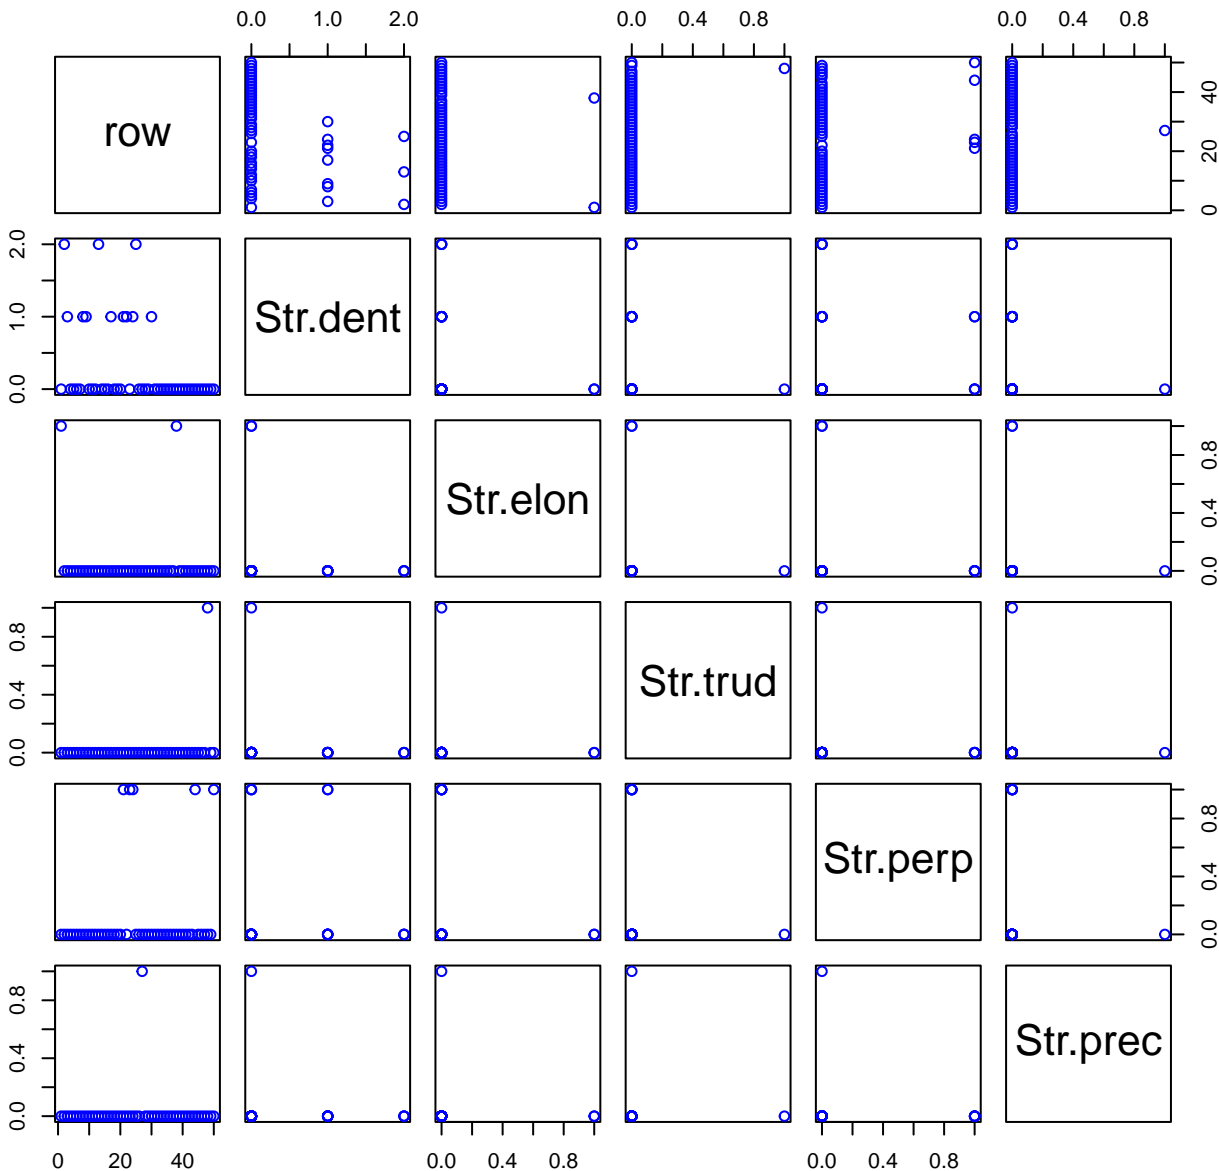 0.0 1.0 2.0 0.0 0.4 0.8 0.0 0.4 0.8
row 0 20 40
0.0 1.0 2.0 Str.dent
Str.elon 0.0 0.4 0.8
0.0 0.4 0.8 Str.trud
Str.perp 0.0 0.4 0.8
0.0 0.4 0.8 Str.prec
0 20 40 0.0 0.4 0.8 0.0 0.4 0.8